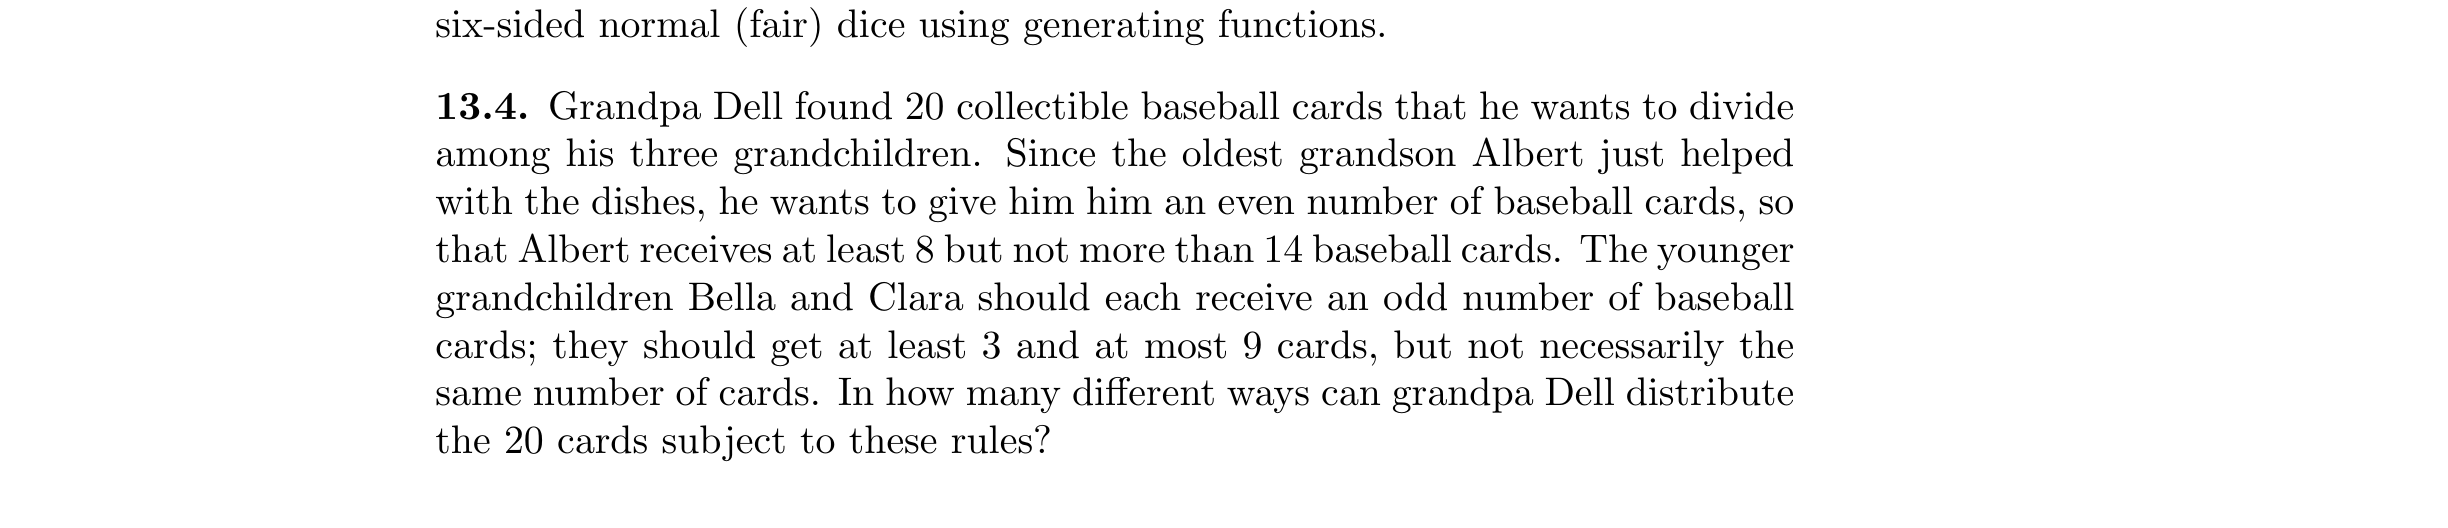 six-sided normal (fair) dice using generating functions.
13.4. Grandpa Dell found 20 collectible baseball cards that he wants to divide
among his three grandchildren. Since the oldest grandson Albert just helped
with the dishes, he wants to give him him an even number of baseball cards, so
that Albert receives at least 8 but not more than 14 baseball cards. The younger
grandchildren Bella and Clara should each receive an odd number of baseball
cards; they should get at least 3 and at most 9 cards, but not necessarily the
same number of cards. In how many different ways can grandpa Dell distribute
the 20 cards subject to these rules?